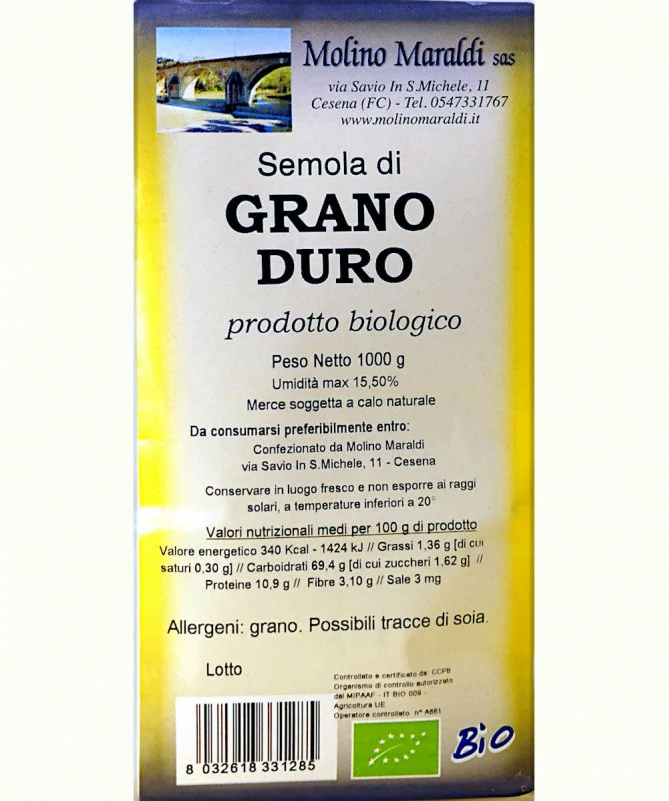 Molino Maraldi sas
via Savio In S.Michele, 11
Cesena (FC) - Tel. 0547331767
www.molinomaraldi.it
Semola di
GRANO
DURO
prodotto biologico
Peso Netto 1000 g
Umidità max 15,50%
Merce soggetta a calo naturale
Da consumarsi preferibilmente entro:
Confezionato da Molino Maraldi
via Savio In S.Michele, 11 - Cesena
Conservare in luogo fresco e non esporre ai raggi
solari, a temperature inferiori a 20°
Valori nutrizionali medi per 100 g di prodotto
Valore energetico 340 Kcal - 1424 kJ // Grassi 1,36 g [di cui
saturi 0,30 g] // Carboidrati 69,4 g [di cui zuccheri 1,62 g] //
Proteine 10,9 g // Fibre 3,10 g // Sale 3 mg
Allergeni: grano. Possibili tracce di soia.
Lotto
Controllato e certificato da: CCPB
Organismo di controllo autorizzato
dal MiPAAF - IT BIO 009 -
Agricoltura UE
Operatore controllato n° A661
8 032618 331285
BiO